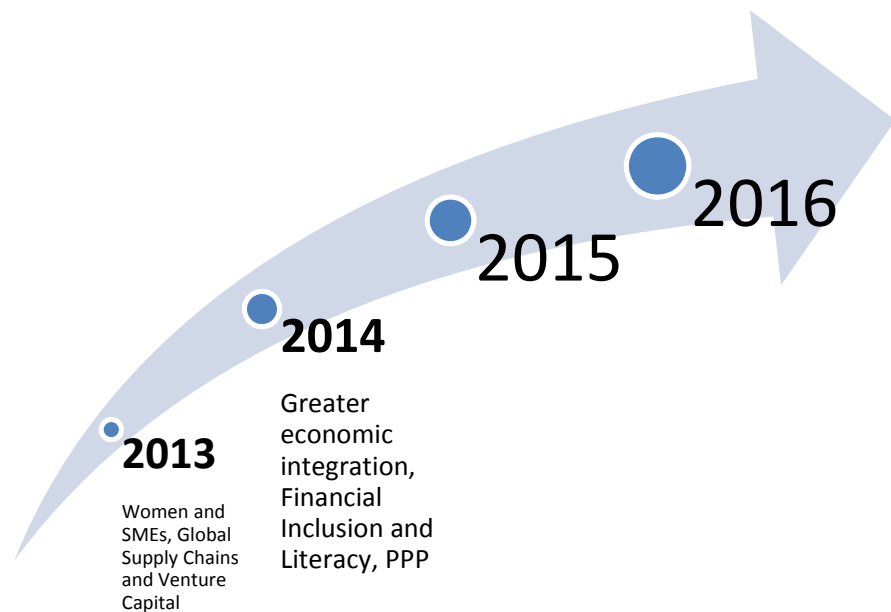 2013
Women and
SMEs, Global
Supply Chains
and Venture
Capital
2014
Greater
economic
integration,
Financial
Inclusion and
Literacy, PPP
2015
2016